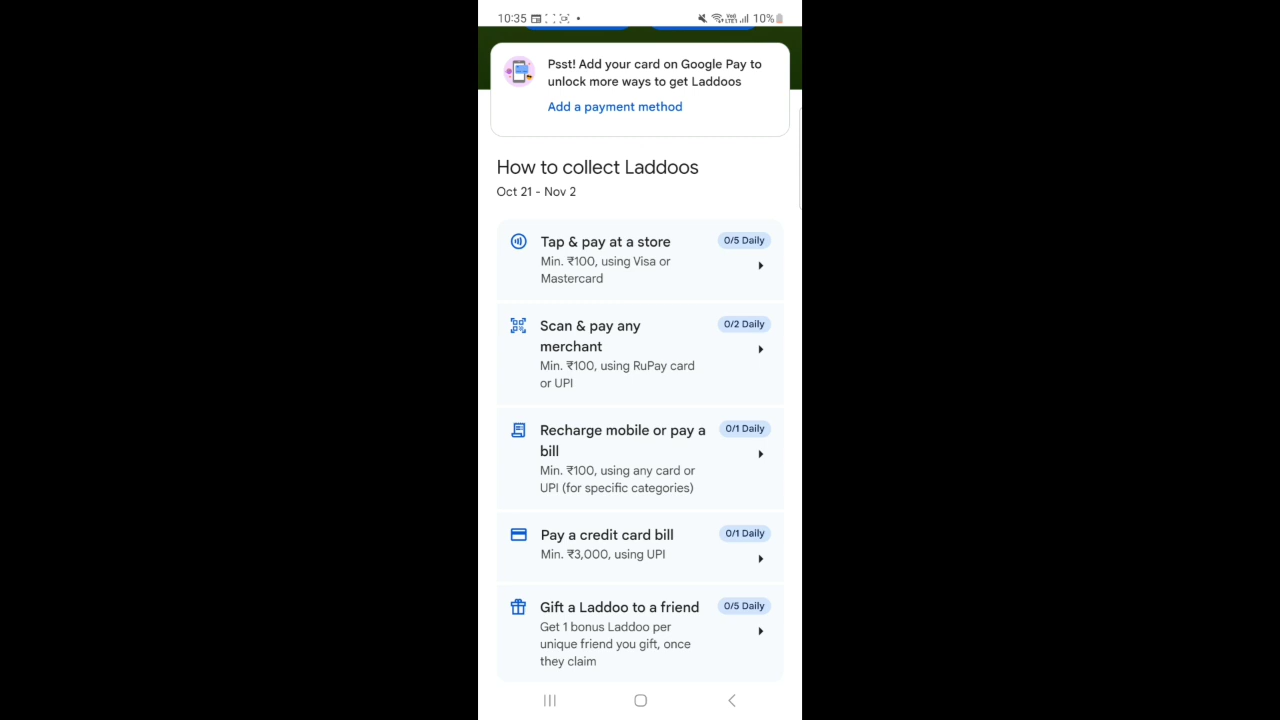 10:35
10%
Psst! Add your card on Google Pay to
unlock more ways to get Laddoos
Add a payment method
How to collect Laddoos
Oct 21 - Nov 2
Tap & pay at a store
0/5 Daily
Min. ₹100, using Visa or
Mastercard
Scan & pay any
merchant
0/2 Daily
Min. ₹100, using RuPay card
or UPI
Recharge mobile or pay a
bill
0/1 Daily
Min. ₹100, using any card or
UPI (for specific categories)
Pay a credit card bill
0/1 Daily
Min. ₹3,000, using UPI
Gift a Laddoo to a friend
0/5 Daily
Get 1 bonus Laddoo per
unique friend you gift, once
they claim